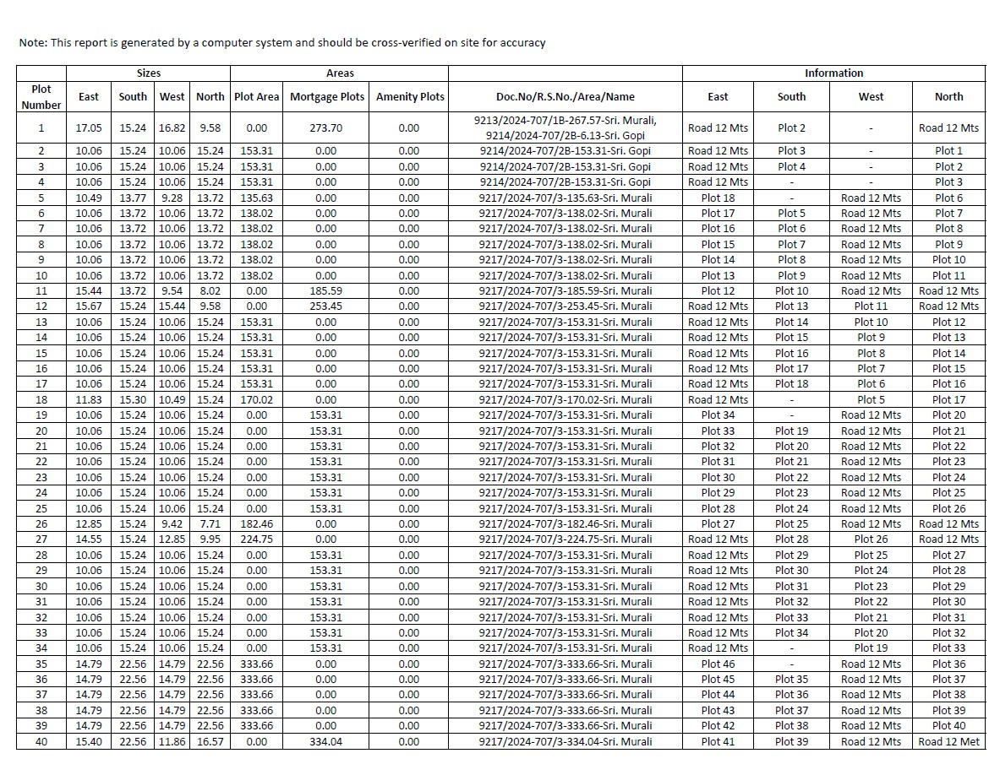 Note: This report is generated by a computer system and should be cross-verified on site for accuracy
Sizes Areas Information
Plot Number East South West North Plot Area Mortgage Plots Amenity Plots Doc.No/R.S.No./Area/Name East South West North
1 17.05 15.24 16.82 9.58 0.00 273.70 0.00 9213/2024-707/1B-267.57-Sri. Murali, 9214/2024-707/2B-6.13-Sri. Gopi Road 12 Mts Plot 2 - Road 12 Mts
2 10.06 15.24 10.06 15.24 153.31 0.00 0.00 9214/2024-707/2B-153.31-Sri. Gopi Road 12 Mts Plot 3 - Plot 1
3 10.06 15.24 10.06 15.24 153.31 0.00 0.00 9214/2024-707/2B-153.31-Sri. Gopi Road 12 Mts Plot 4 - Plot 2
4 10.06 15.24 10.06 15.24 153.31 0.00 0.00 9214/2024-707/2B-153.31-Sri. Gopi Road 12 Mts - - Plot 3
5 10.49 13.77 9.28 13.72 135.63 0.00 0.00 9217/2024-707/3-135.63-Sri. Murali Plot 18 - Road 12 Mts Plot 6
6 10.06 13.72 10.06 13.72 138.02 0.00 0.00 9217/2024-707/3-138.02-Sri. Murali Plot 17 Plot 5 Road 12 Mts Plot 7
7 10.06 13.72 10.06 13.72 138.02 0.00 0.00 9217/2024-707/3-138.02-Sri. Murali Plot 16 Plot 6 Road 12 Mts Plot 8
8 10.06 13.72 10.06 13.72 138.02 0.00 0.00 9217/2024-707/3-138.02-Sri. Murali Plot 15 Plot 7 Road 12 Mts Plot 9
9 10.06 13.72 10.06 13.72 138.02 0.00 0.00 9217/2024-707/3-138.02-Sri. Murali Plot 14 Plot 8 Road 12 Mts Plot 10
10 10.06 13.72 10.06 13.72 138.02 0.00 0.00 9217/2024-707/3-138.02-Sri. Murali Plot 13 Plot 9 Road 12 Mts Plot 11
11 15.44 13.72 9.54 8.02 0.00 185.59 0.00 9217/2024-707/3-185.59-Sri. Murali Plot 12 Plot 10 Road 12 Mts Road 12 Mts
12 15.67 15.24 15.44 9.58 0.00 253.45 0.00 9217/2024-707/3-253.45-Sri. Murali Road 12 Mts Plot 13 Plot 11 Road 12 Mts
13 10.06 15.24 10.06 15.24 153.31 0.00 0.00 9217/2024-707/3-153.31-Sri. Murali Road 12 Mts Plot 14 Plot 10 Plot 12
14 10.06 15.24 10.06 15.24 153.31 0.00 0.00 9217/2024-707/3-153.31-Sri. Murali Road 12 Mts Plot 15 Plot 9 Plot 13
15 10.06 15.24 10.06 15.24 153.31 0.00 0.00 9217/2024-707/3-153.31-Sri. Murali Road 12 Mts Plot 16 Plot 8 Plot 14
16 10.06 15.24 10.06 15.24 153.31 0.00 0.00 9217/2024-707/3-153.31-Sri. Murali Road 12 Mts Plot 17 Plot 7 Plot 15
17 10.06 15.24 10.06 15.24 153.31 0.00 0.00 9217/2024-707/3-153.31-Sri. Murali Road 12 Mts Plot 18 Plot 6 Plot 16
18 11.83 15.30 10.49 15.24 170.02 0.00 0.00 9217/2024-707/3-170.02-Sri. Murali Road 12 Mts - Plot 5 Plot 17
19 10.06 15.24 10.06 15.24 0.00 153.31 0.00 9217/2024-707/3-153.31-Sri. Murali Plot 34 - Road 12 Mts Plot 20
20 10.06 15.24 10.06 15.24 0.00 153.31 0.00 9217/2024-707/3-153.31-Sri. Murali Plot 33 Plot 19 Road 12 Mts Plot 21
21 10.06 15.24 10.06 15.24 0.00 153.31 0.00 9217/2024-707/3-153.31-Sri. Murali Plot 32 Plot 20 Road 12 Mts Plot 22
22 10.06 15.24 10.06 15.24 0.00 153.31 0.00 9217/2024-707/3-153.31-Sri. Murali Plot 31 Plot 21 Road 12 Mts Plot 23
23 10.06 15.24 10.06 15.24 0.00 153.31 0.00 9217/2024-707/3-153.31-Sri. Murali Plot 30 Plot 22 Road 12 Mts Plot 24
24 10.06 15.24 10.06 15.24 0.00 153.31 0.00 9217/2024-707/3-153.31-Sri. Murali Plot 29 Plot 23 Road 12 Mts Plot 25
25 10.06 15.24 10.06 15.24 0.00 153.31 0.00 9217/2024-707/3-153.31-Sri. Murali Plot 28 Plot 24 Road 12 Mts Plot 26
26 12.85 15.24 9.42 7.71 182.46 0.00 0.00 9217/2024-707/3-182.46-Sri. Murali Plot 27 Plot 25 Road 12 Mts Road 12 Mts
27 14.55 15.24 12.85 9.95 224.75 0.00 0.00 9217/2024-707/3-224.75-Sri. Murali Road 12 Mts Plot 28 Plot 26 Road 12 Mts
28 10.06 15.24 10.06 15.24 0.00 153.31 0.00 9217/2024-707/3-153.31-Sri. Murali Road 12 Mts Plot 29 Plot 25 Plot 27
29 10.06 15.24 10.06 15.24 0.00 153.31 0.00 9217/2024-707/3-153.31-Sri. Murali Road 12 Mts Plot 30 Plot 24 Plot 28
30 10.06 15.24 10.06 15.24 0.00 153.31 0.00 9217/2024-707/3-153.31-Sri. Murali Road 12 Mts Plot 31 Plot 23 Plot 29
31 10.06 15.24 10.06 15.24 0.00 153.31 0.00 9217/2024-707/3-153.31-Sri. Murali Road 12 Mts Plot 32 Plot 22 Plot 30
32 10.06 15.24 10.06 15.24 0.00 153.31 0.00 9217/2024-707/3-153.31-Sri. Murali Road 12 Mts Plot 33 Plot 21 Plot 31
33 10.06 15.24 10.06 15.24 0.00 153.31 0.00 9217/2024-707/3-153.31-Sri. Murali Road 12 Mts Plot 34 Plot 20 Plot 32
34 10.06 15.24 10.06 15.24 0.00 153.31 0.00 9217/2024-707/3-153.31-Sri. Murali Road 12 Mts - Plot 19 Plot 33
35 14.79 22.56 14.79 22.56 333.66 0.00 0.00 9217/2024-707/3-333.66-Sri. Murali Plot 46 - Road 12 Mts Plot 36
36 14.79 22.56 14.79 22.56 333.66 0.00 0.00 9217/2024-707/3-333.66-Sri. Murali Plot 45 Plot 35 Road 12 Mts Plot 37
37 14.79 22.56 14.79 22.56 333.66 0.00 0.00 9217/2024-707/3-333.66-Sri. Murali Plot 44 Plot 36 Road 12 Mts Plot 38
38 14.79 22.56 14.79 22.56 333.66 0.00 0.00 9217/2024-707/3-333.66-Sri. Murali Plot 43 Plot 37 Road 12 Mts Plot 39
39 14.79 22.56 14.79 22.56 333.66 0.00 0.00 9217/2024-707/3-333.66-Sri. Murali Plot 42 Plot 38 Road 12 Mts Plot 40
40 15.40 22.56 11.86 16.57 0.00 334.04 0.00 9217/2024-707/3-334.04-Sri. Murali Plot 41 Plot 39 Road 12 Mts Road 12 Met